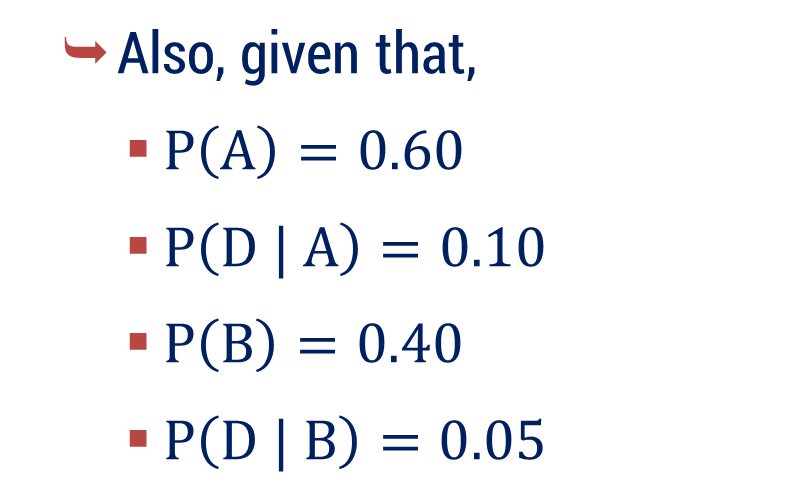 Also, given that,
P(A) = 0.60
P(D | A) = 0.10
P(B) = 0.40
P(D | B) = 0.05